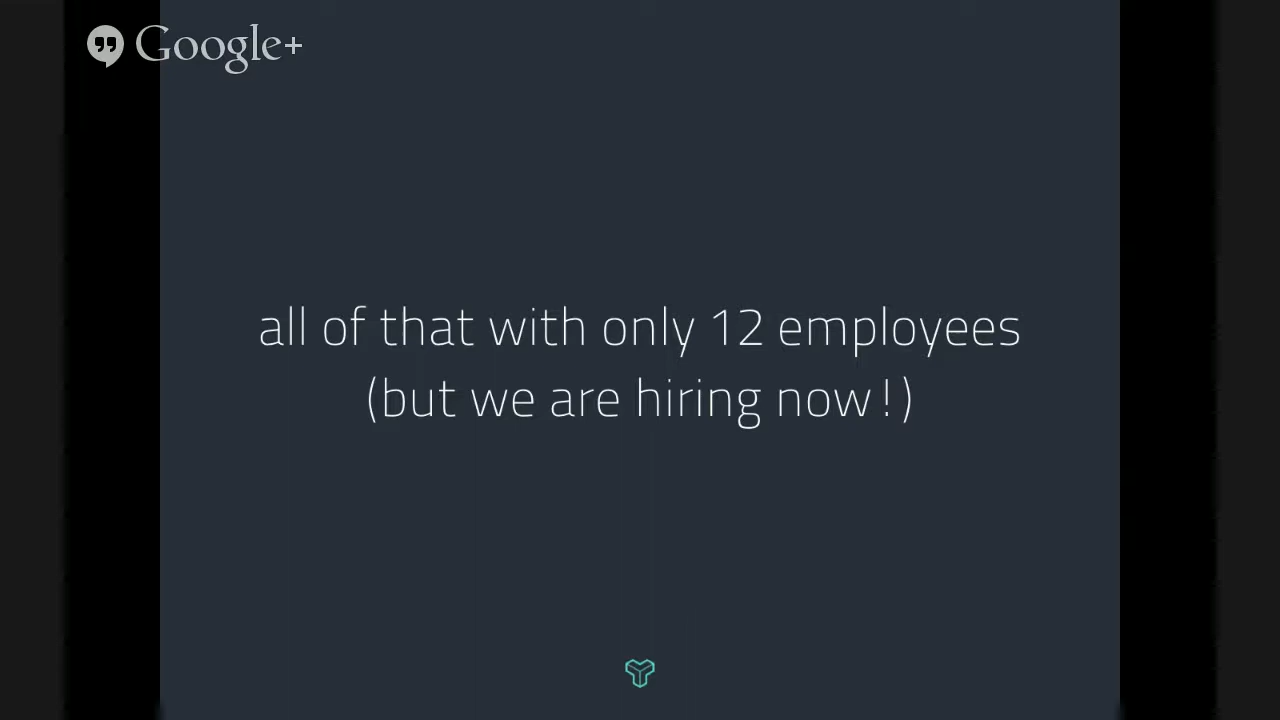 Google+
all of that with only 12 employees
(but we are hiring now!)